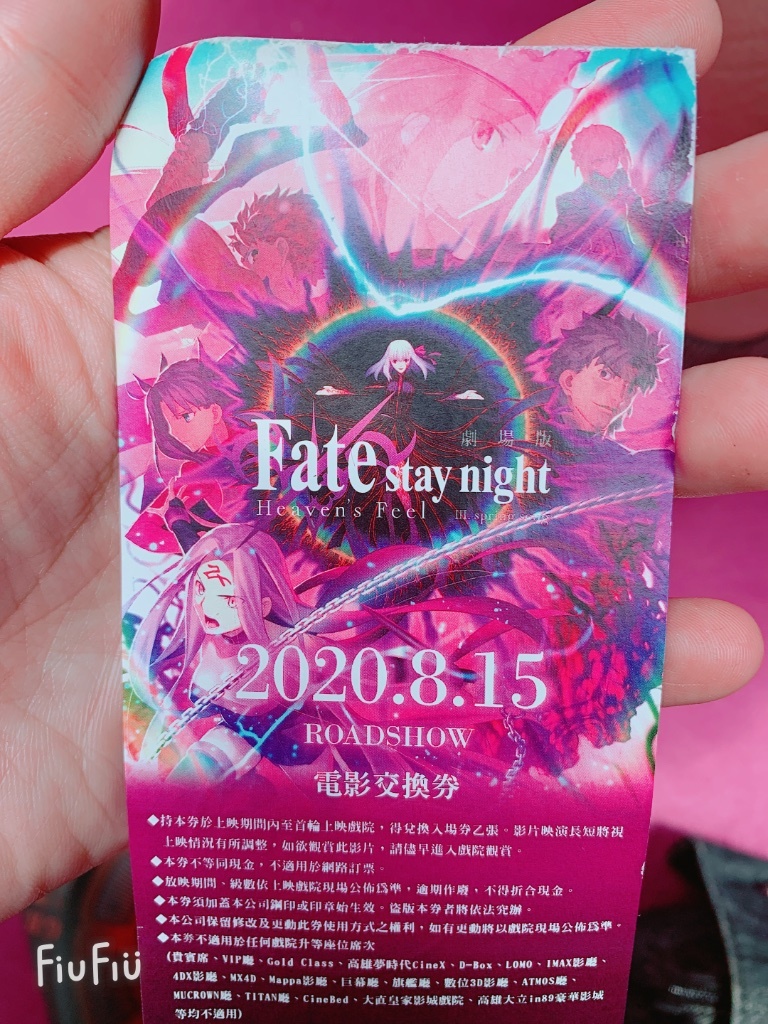 劇場版
Fate stay night
Heaven's Feel III. spring song
2020.8.15
ROADSHOW
電影交換券
◆持本券於上映期間內至首輪上映戲院，得兌換入場券乙張。影片映演長短將視
上映情況有所調整，如欲觀賞此影片，請儘早進入戲院觀賞。
◆本券不等同現金，不適用於網路訂票。
◆放映期間、級數依上映戲院現場公佈為準，逾期作廢，不得折合現金。
◆本券須加蓋本公司鋼印或印章始生效。盜版本券者將依法究辦。
◆本公司保留修改及更動此券使用方式之權利，如有更動將以戲院現場公佈為準。
◆本券不適用於任何戲院升等座位席次
(貴賓席、VIP廳、Gold Class、高雄夢時代CineX、D-Box、LOMO、IMAX影廳、
4DX影廳、MX4D、Mappa影廳、巨幕廳、旗艦廳、數位3D影廳、ATMOS廳、
MUCROWN廳、TITAN廳、CineBed、大直皇家影城戲院、高雄大立in89豪華影城
等均不適用)
FiuFiu